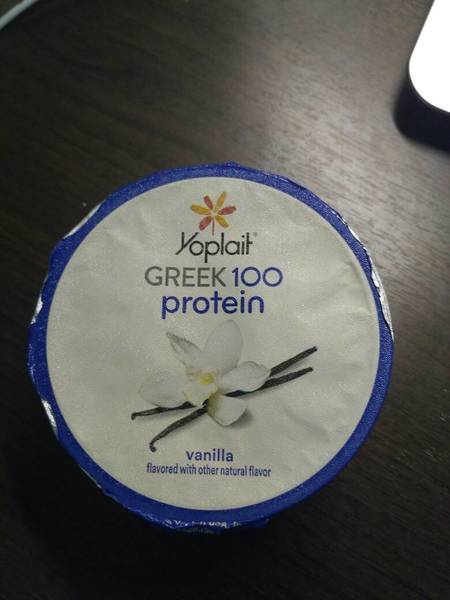 Yoplait®
GREEK 100
protein
vanilla
flavored with other natural flavor